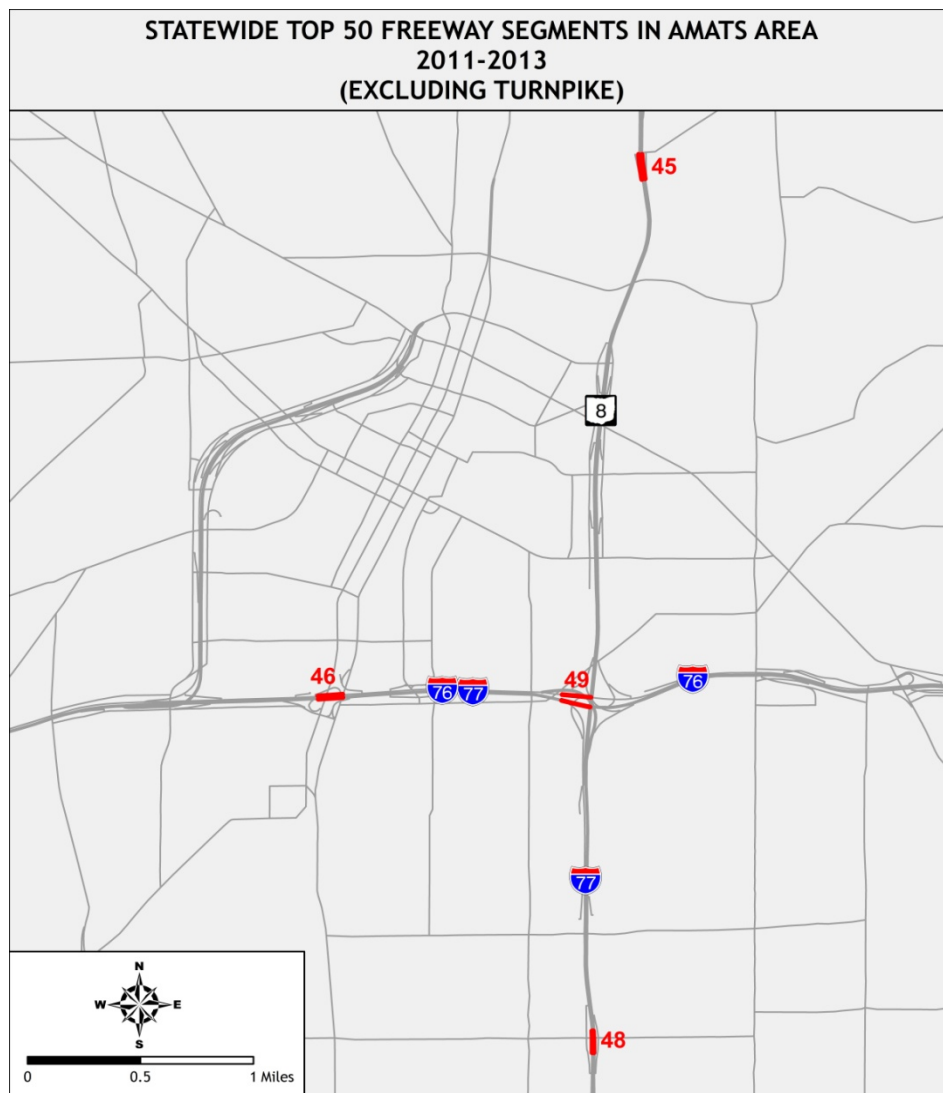 STATEWIDE TOP 50 FREEWAY SEGMENTS IN AMATS AREA
2011-2013
(EXCLUDING TURNPIKE)
45
8
46
76
77
49
76
77
48
N
W E
S
0 0.5 1 Miles